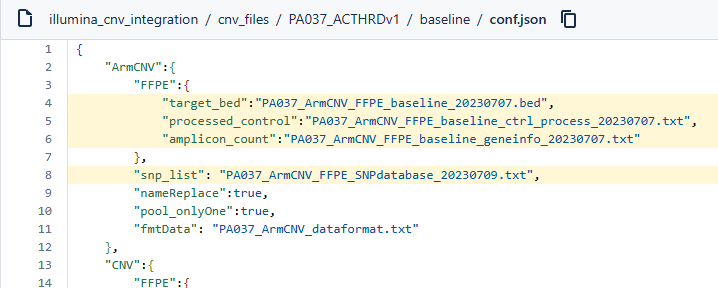 illumina_cnv_integration / cnv_files / PA037_ACTHRDv1 / baseline / conf.json
1 {
2 "ArmCNV":{
3 "FFPE":{
4 "target_bed":"PA037_ArmCNV_FFPE_baseline_20230707.bed",
5 "processed_control":"PA037_ArmCNV_FFPE_baseline_ctrl_process_20230707.txt",
6 "amplicon_count":"PA037_ArmCNV_FFPE_baseline_geneinfo_20230707.txt"
7 },
8 "snp_list": "PA037_ArmCNV_FFPE_SNPdatabase_20230709.txt",
9 "nameReplace":true,
10 "pool_onlyOne":true,
11 "fmtData": "PA037_ArmCNV_dataformat.txt"
12 },
13 "CNV":{
14 "FFPE":{